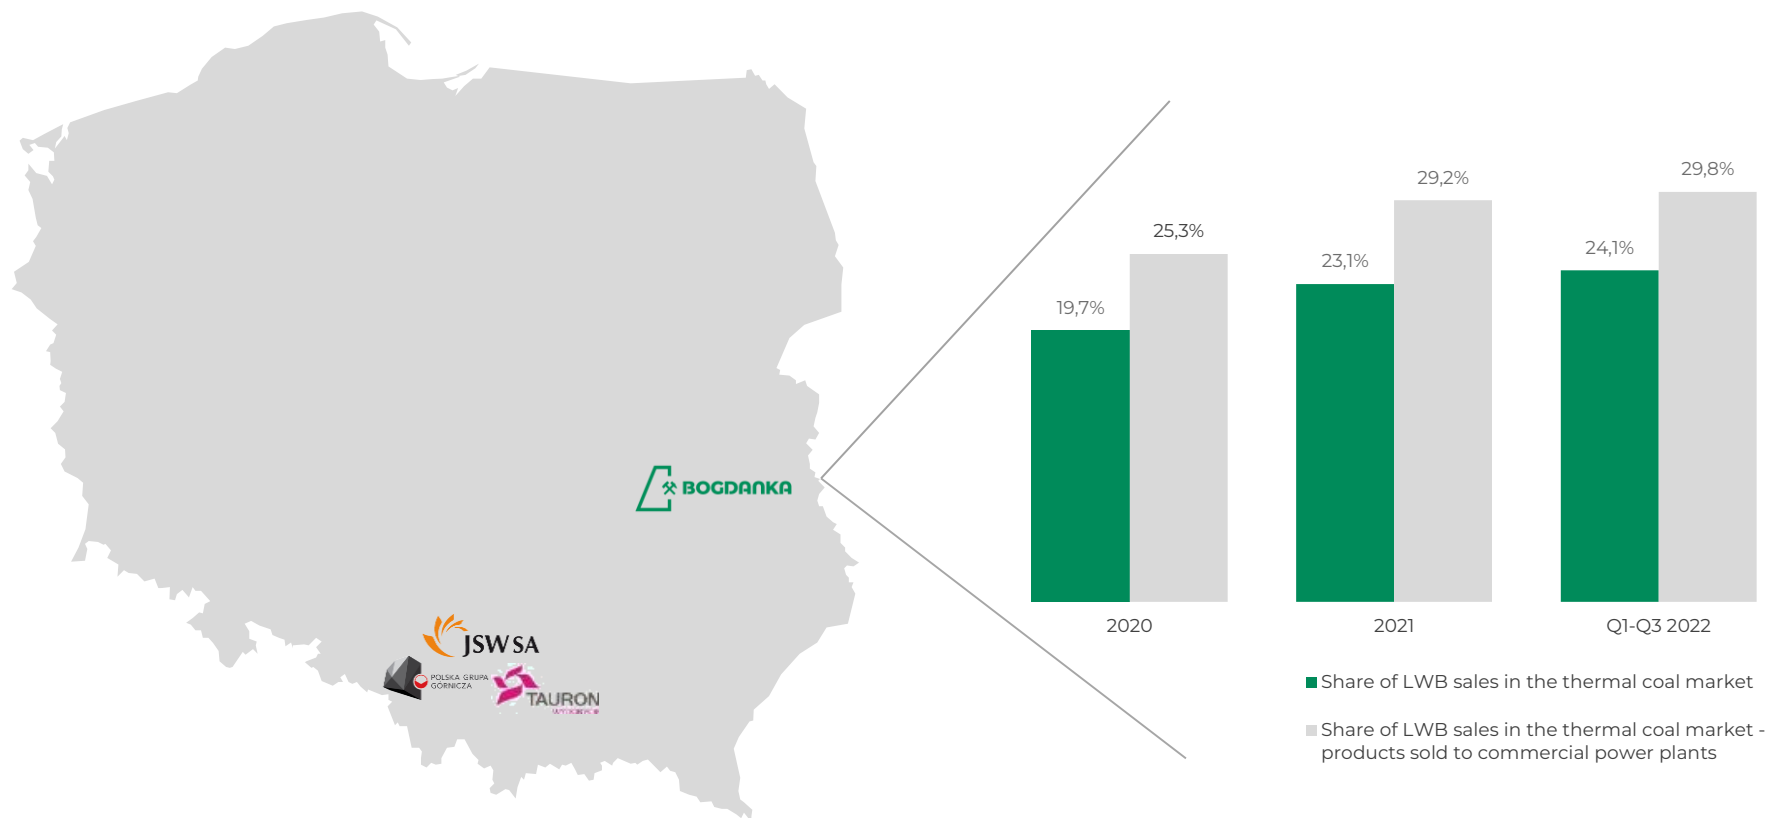 BOGDANKA
JSW SA
POLSKA GRUPA
GÓRNICZA
TAURON
WYDOBYCIE
19,7%
25,3%
23,1%
29,2%
24,1%
29,8%
2020
2021
Q1-Q3 2022
Share of LWB sales in the thermal coal market
Share of LWB sales in the thermal coal market -
products sold to commercial power plants